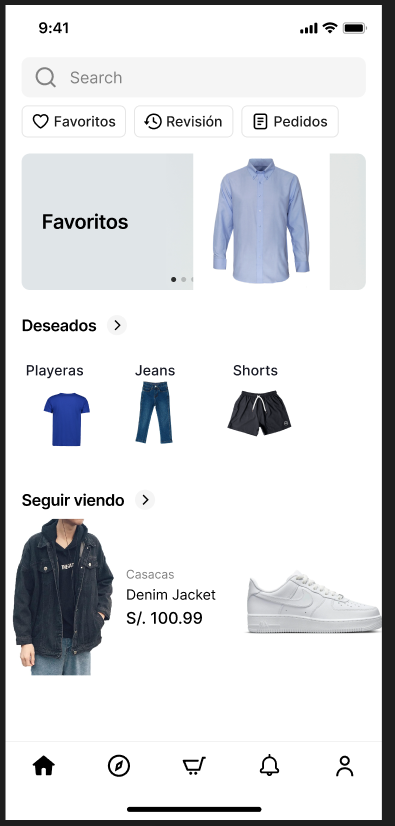 9:41
Search
Favoritos
Revisión
Pedidos
Favoritos
Deseados
Playeras
Jeans
Shorts
Seguir viendo
Casacas
Denim Jacket
S/. 100.99